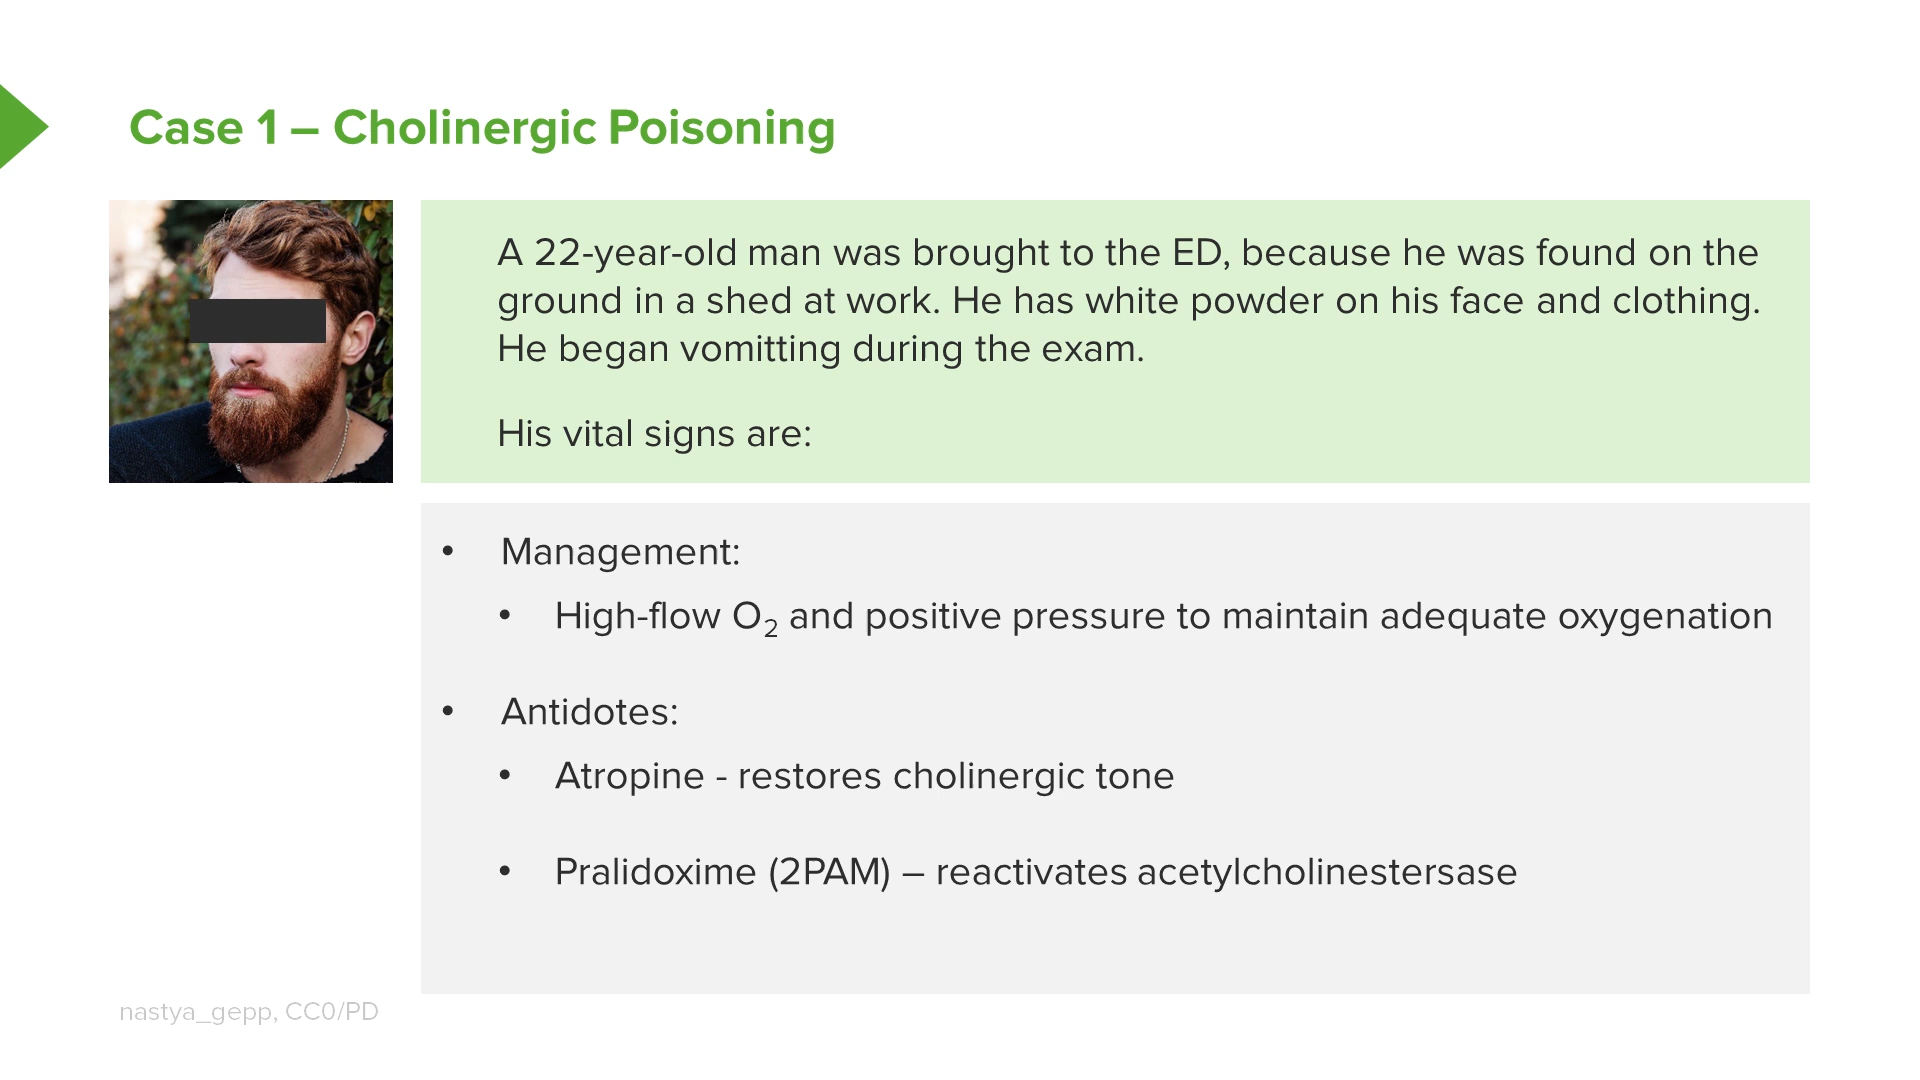 Case 1 – Cholinergic Poisoning
A 22-year-old man was brought to the ED, because he was found on the
ground in a shed at work. He has white powder on his face and clothing.
He began vomitting during the exam.
His vital signs are:
• Management:
• High-flow O₂ and positive pressure to maintain adequate oxygenation
• Antidotes:
• Atropine - restores cholinergic tone
• Pralidoxime (2PAM) – reactivates acetylcholinestersase
nastya_gepp, CC0/PD